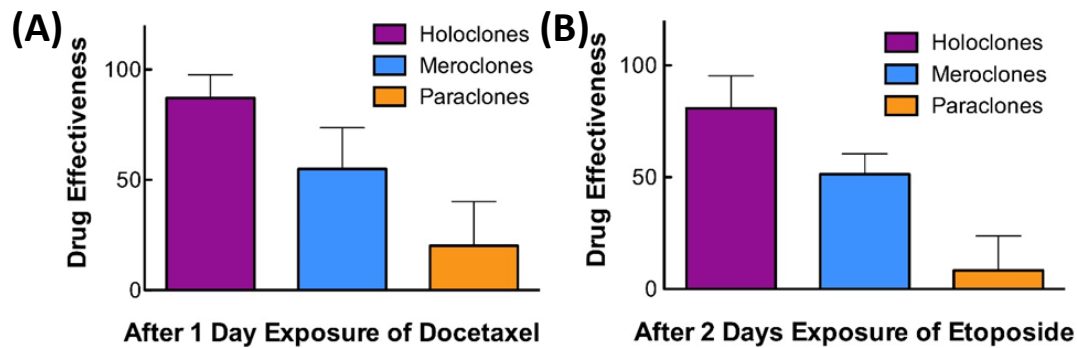 (A)
Drug Effectiveness
100
50
0
Holoclones
Meroclones
Paraclones
After 1 Day Exposure of Docetaxel
(B)
Drug Effectiveness
100
50
0
Holoclones
Meroclones
Paraclones
After 2 Days Exposure of Etoposide